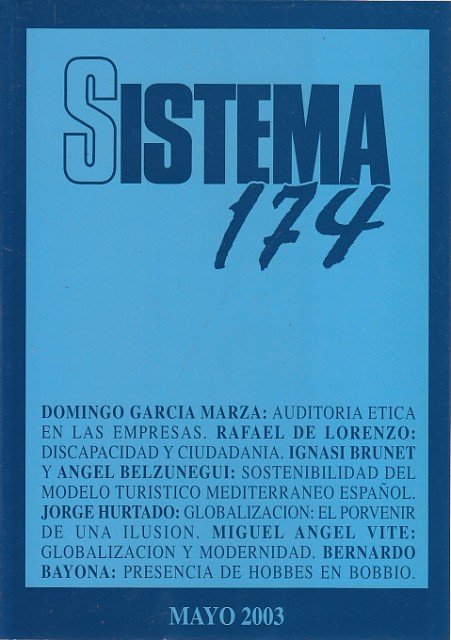 SISTEMA
174
DOMINGO GARCIA MARZA: AUDITORIA ETICA
EN LAS EMPRESAS. RAFAEL DE LORENZO:
DISCAPACIDAD Y CIUDADANIA. IGNASI BRUNET
Y ANGEL BELZUNEGUI: SOSTENIBILIDAD DEL
MODELO TURISTICO MEDITERRANEO ESPAÑOL.
JORGE HURTADO: GLOBALIZACION: EL PORVENIR
DE UNA ILUSION. MIGUEL ANGEL VITE:
GLOBALIZACION Y MODERNIDAD. BERNARDO
BAYONA: PRESENCIA DE HOBBES EN BOBBIO.
MAYO 2003